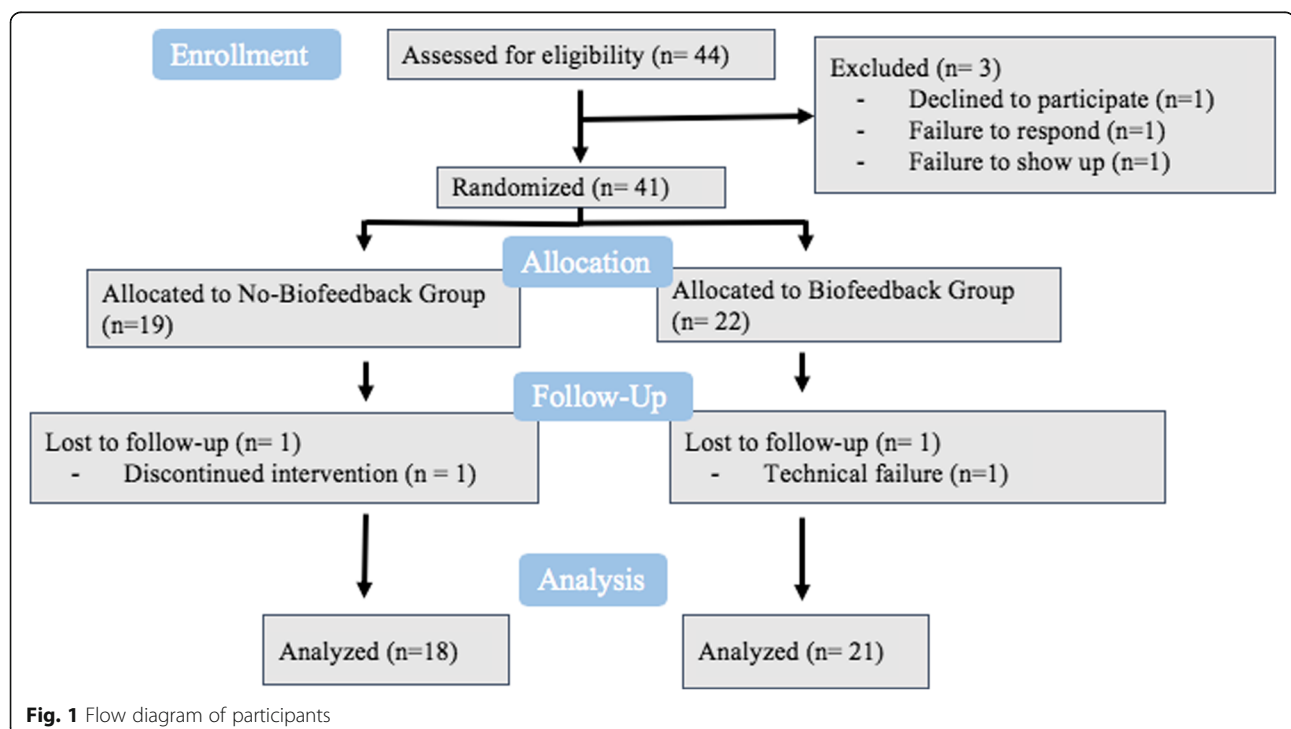 Enrollment
Assessed for eligibility (n= 44)
Excluded (n= 3)
- Declined to participate (n=1)
- Failure to respond (n=1)
- Failure to show up (n=1)
Randomized (n= 41)
Allocation
Allocated to No-Biofeedback Group
(n=19)
Allocated to Biofeedback Group
(n= 22)
Follow-Up
Lost to follow-up (n= 1)
- Discontinued intervention (n = 1)
Lost to follow-up (n= 1)
- Technical failure (n=1)
Analysis
Analyzed (n=18)
Analyzed (n= 21)
Fig. 1 Flow diagram of participants